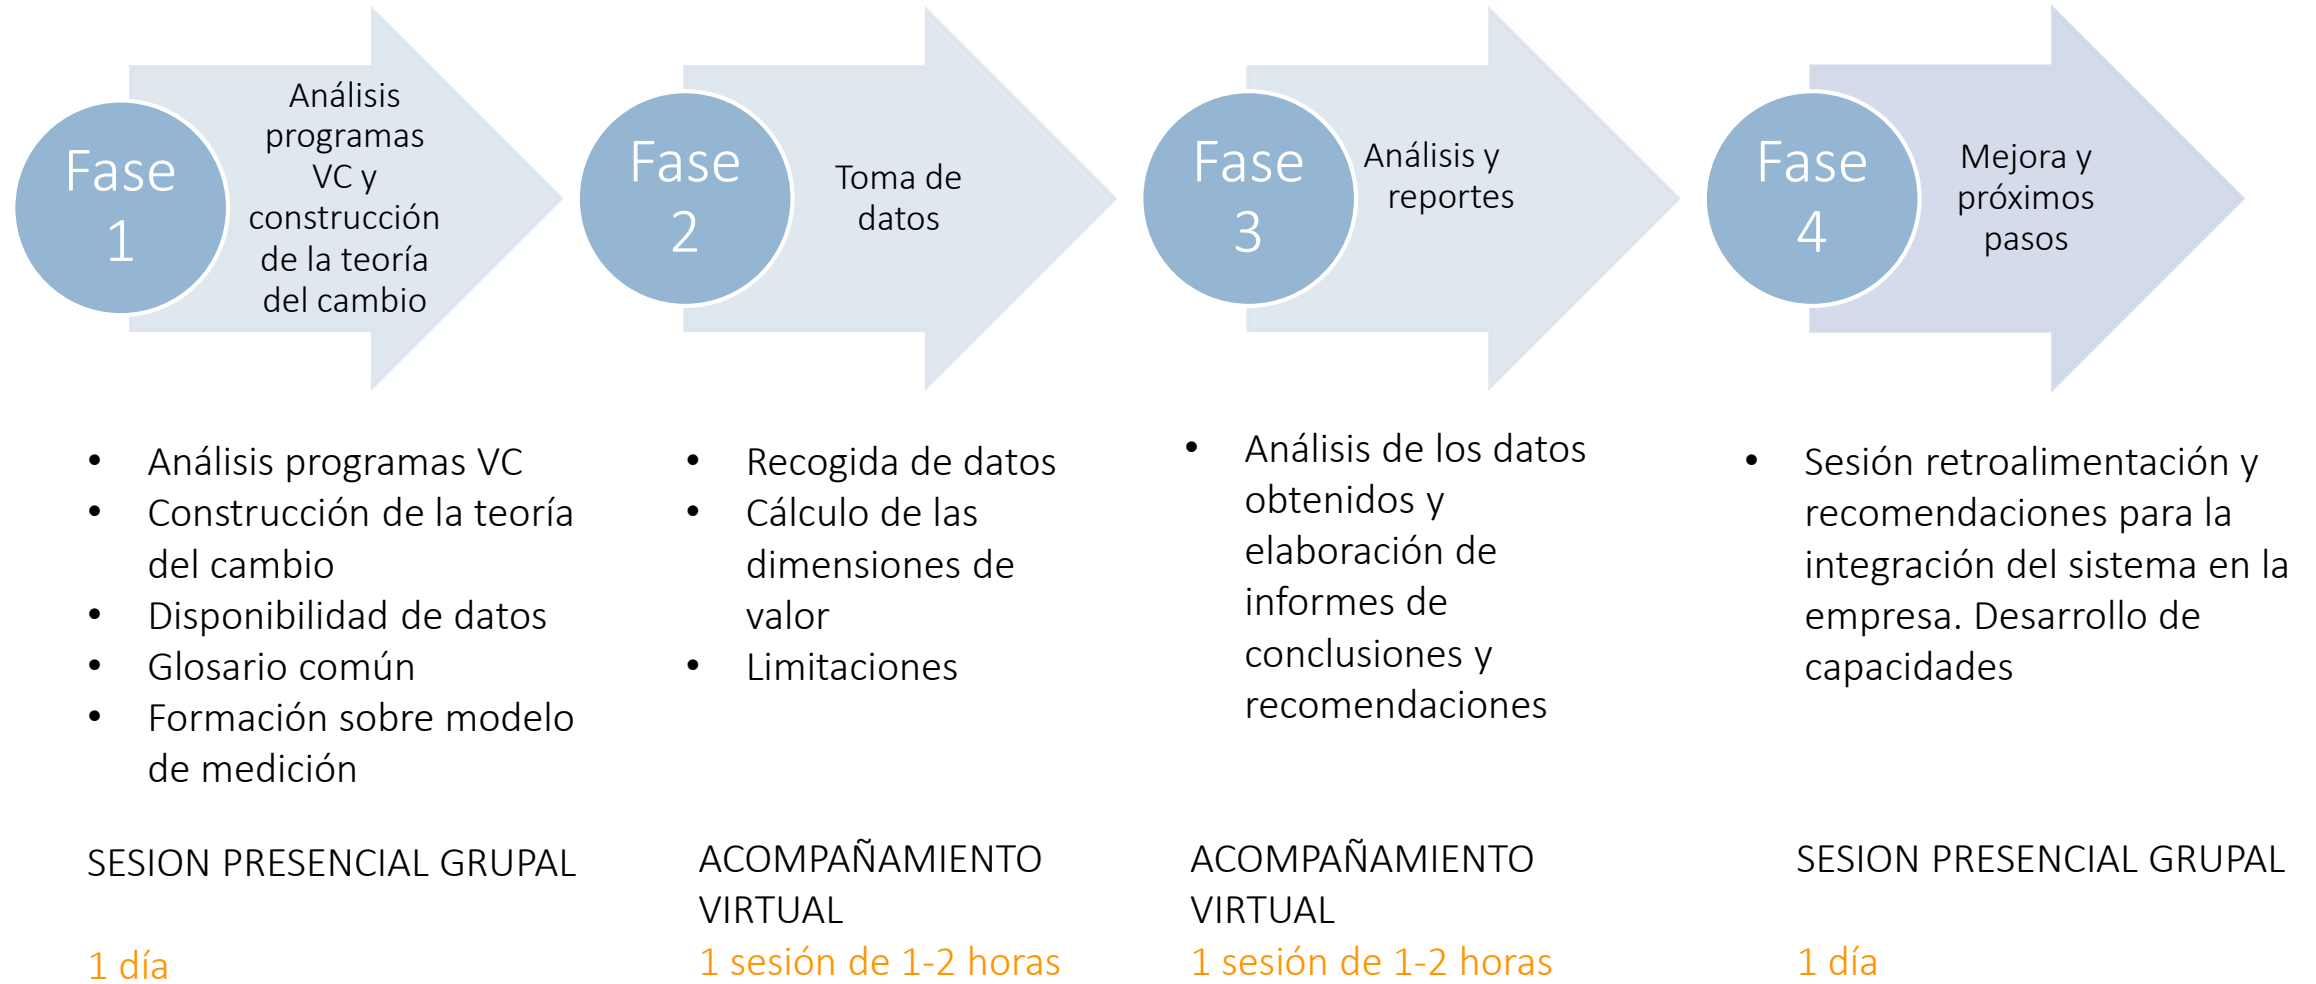 Fase
1
Análisis
programas
VC y
construcción
de la teoría
del cambio
Fase
2
Toma de
datos
Fase
3
Análisis y
reportes
Fase
4
Mejora y
próximos
pasos
• Análisis programas VC
• Construcción de la teoría
del cambio
• Disponibilidad de datos
• Glosario común
• Formación sobre modelo
de medición
SESION PRESENCIAL GRUPAL
1 día
• Recogida de datos
• Cálculo de las
dimensiones de
valor
• Limitaciones
ACOMPAÑAMIENTO
VIRTUAL
1 sesión de 1-2 horas
• Análisis de los datos
obtenidos y
elaboración de
informes de
conclusiones y
recomendaciones
ACOMPAÑAMIENTO
VIRTUAL
1 sesión de 1-2 horas
• Sesión retroalimentación y
recomendaciones para la
integración del sistema en la
empresa. Desarrollo de
capacidades
SESION PRESENCIAL GRUPAL
1 día